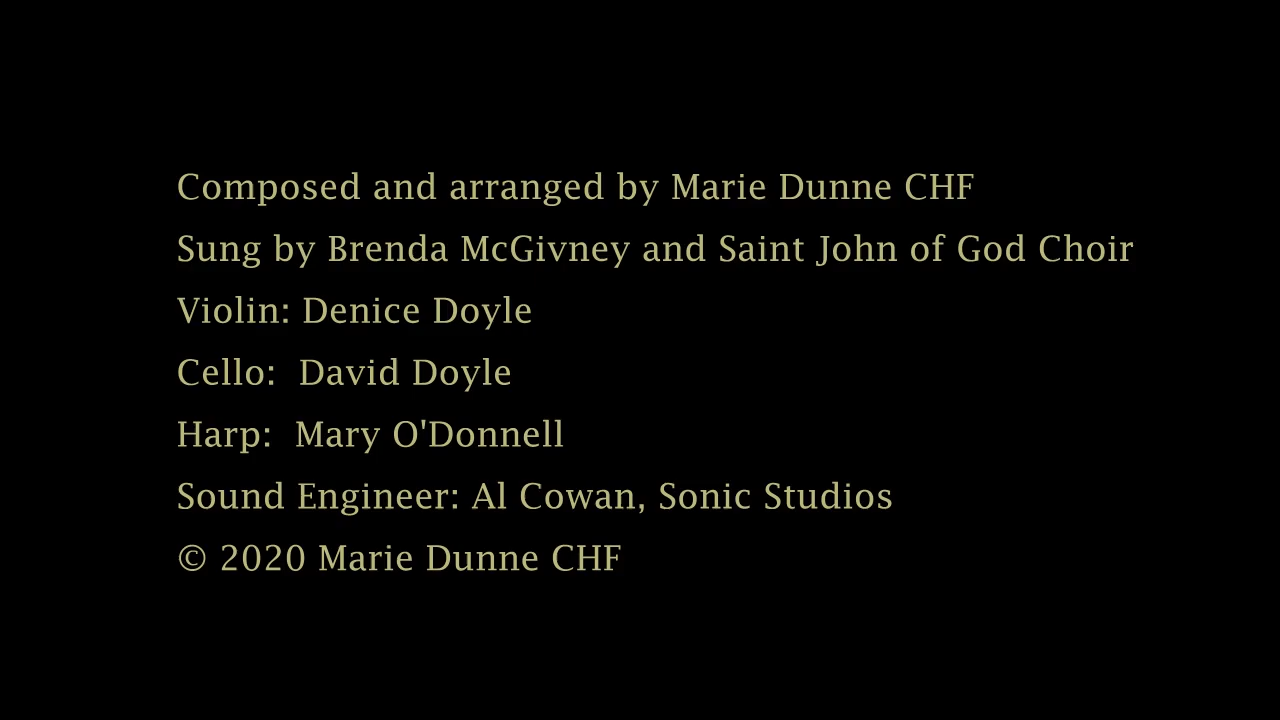 Composed and arranged by Marie Dunne CHF
Sung by Brenda McGivney and Saint John of God Choir
Violin: Denice Doyle
Cello:  David Doyle
Harp:  Mary O'Donnell
Sound Engineer: Al Cowan, Sonic Studios
© 2020 Marie Dunne CHF